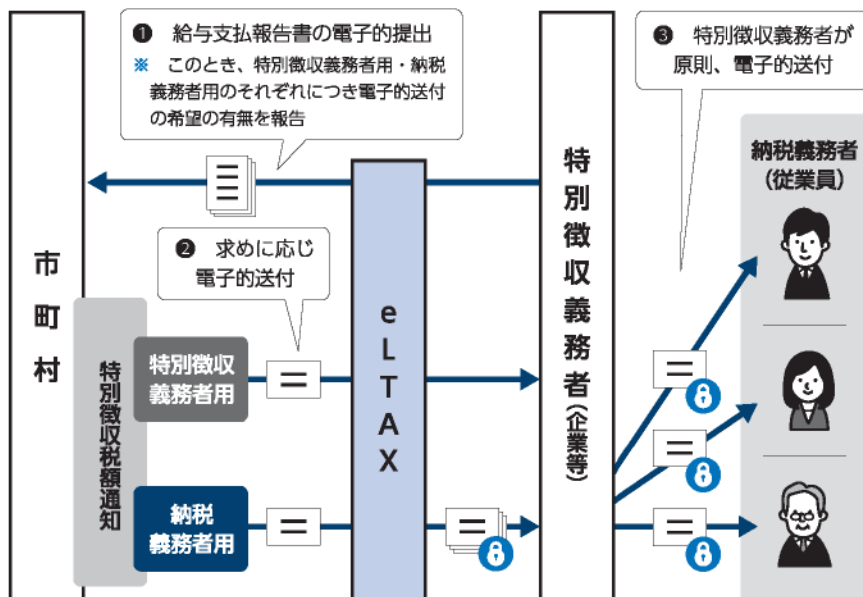 ❶ 給与支払報告書の電子的提出
※ このとき、特別徴収義務者用・納税
義務者用のそれぞれにつき電子的送付
の希望の有無を報告
❸ 特別徴収義務者が
原則、電子的送付
納税義務者
(従業員)
市町村
❷ 求めに応じ
電子的送付
eLTAX
特別徴収義務者(企業等)
特別徴収税額通知
特別徴収
義務者用
納税
義務者用